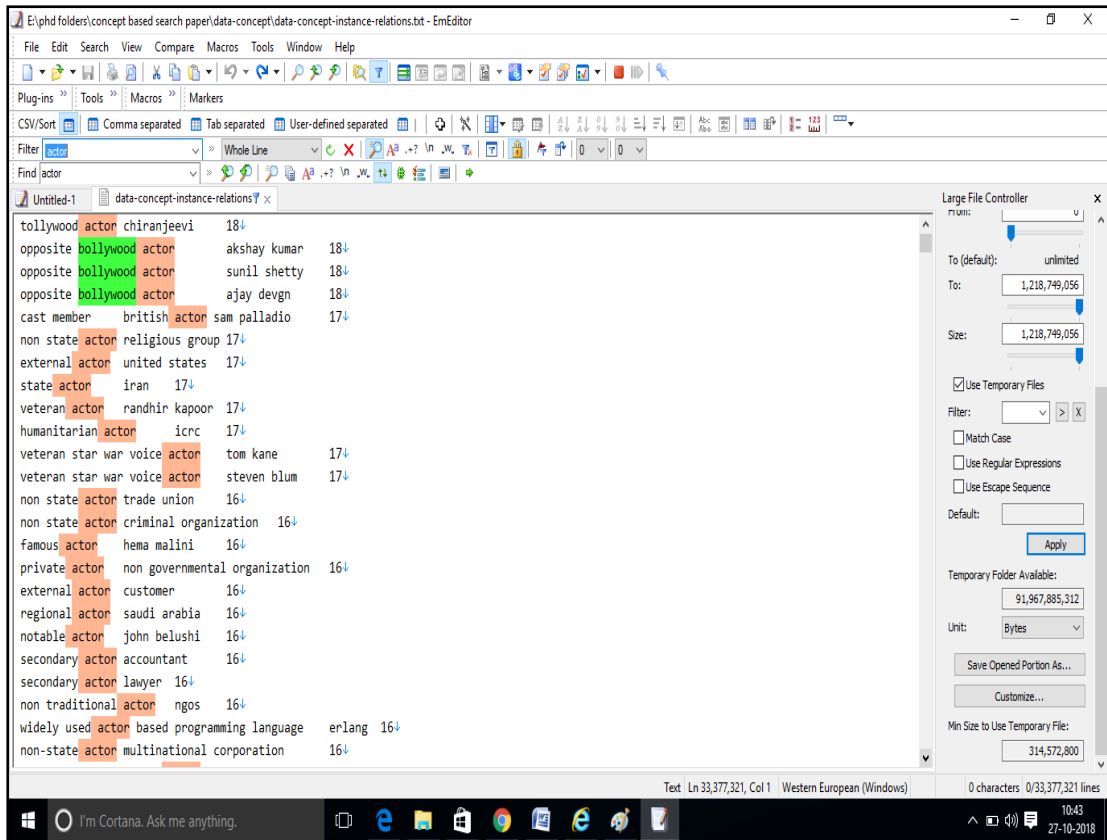 E:\phd folders\concept based search paper\data-concept\data-concept-instance-relations.txt - EmEditor
File Edit Search View Compare Macros Tools Window Help
Plug-ins » Tools » Macros » Markers
CSV/Sort Comma separated Tab separated User-defined separated
Filter actor » Whole Line 0 0
Find actor »
Untitled-1 data-concept-instance-relations
tollywood actor chiranjeevi 18↓
opposite bollywood actor akshay kumar 18↓
opposite bollywood actor sunil shetty 18↓
opposite bollywood actor ajay devgn 18↓
cast member british actor sam palladio 17↓
non state actor religious group 17↓
external actor united states 17↓
state actor iran 17↓
veteran actor randhir kapoor 17↓
humanitarian actor icrc 17↓
veteran star war voice actor tom kane 17↓
veteran star war voice actor steven blum 17↓
non state actor trade union 16↓
non state actor criminal organization 16↓
famous actor hema malini 16↓
private actor non governmental organization 16↓
external actor customer 16↓
regional actor saudi arabia 16↓
notable actor john belushi 16↓
secondary actor accountant 16↓
secondary actor lawyer 16↓
non traditional actor ngos 16↓
widely used actor based programming language erlang 16↓
non-state actor multinational corporation 16↓
Large File Controller x
From: 0
To (default): unlimited
To: 1,218,749,056
Size: 1,218,749,056
Use Temporary Files
Filter: > X
Match Case
Use Regular Expressions
Use Escape Sequence
Default:
Apply
Temporary Folder Available:
91,967,885,312
Unit: Bytes
Save Opened Portion As...
Customize...
Min Size to Use Temporary File:
314,572,800
Text Ln 33,377,321, Col 1 Western European (Windows) 0 characters 0/33,377,321 lines
I'm Cortana. Ask me anything.
10:43
27-10-2018